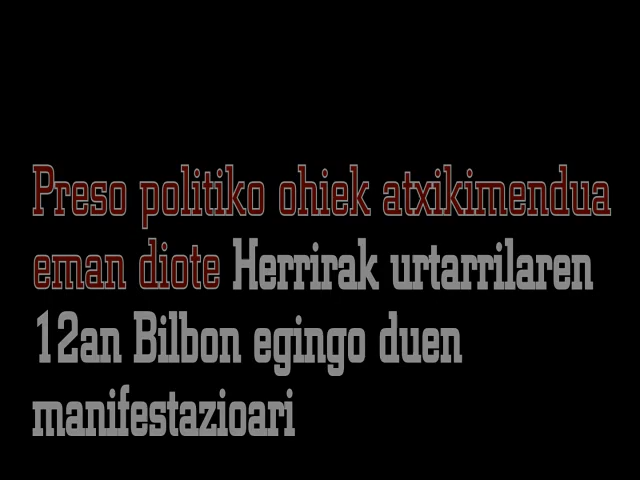 Preso politiko ohiek atxikimendua
eman diote Herrirak urtarrilaren
12an Bilbon egingo duen
manifestazioari